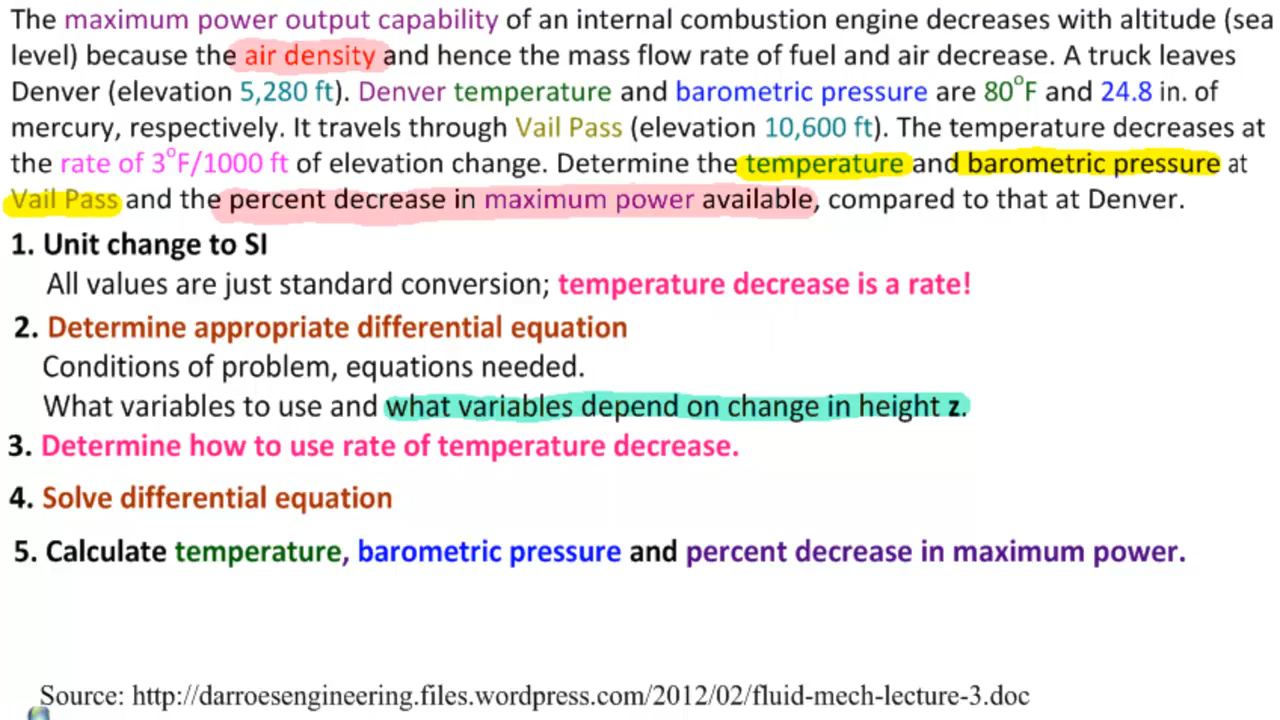 The maximum power output capability of an internal combustion engine decreases with altitude (sea
level) because the air density and hence the mass flow rate of fuel and air decrease. A truck leaves
Denver (elevation 5,280 ft). Denver temperature and barometric pressure are 80°F and 24.8 in. of
mercury, respectively. It travels through Vail Pass (elevation 10,600 ft). The temperature decreases at
the rate of 3°F/1000 ft of elevation change. Determine the temperature and barometric pressure at
Vail Pass and the percent decrease in maximum power available, compared to that at Denver.
1. Unit change to SI
All values are just standard conversion; temperature decrease is a rate!
2. Determine appropriate differential equation
Conditions of problem, equations needed.
What variables to use and what variables depend on change in height z.
3. Determine how to use rate of temperature decrease.
4. Solve differential equation
5. Calculate temperature, barometric pressure and percent decrease in maximum power.
Source: http://darroesengineering.files.wordpress.com/2012/02/fluid-mech-lecture-3.doc